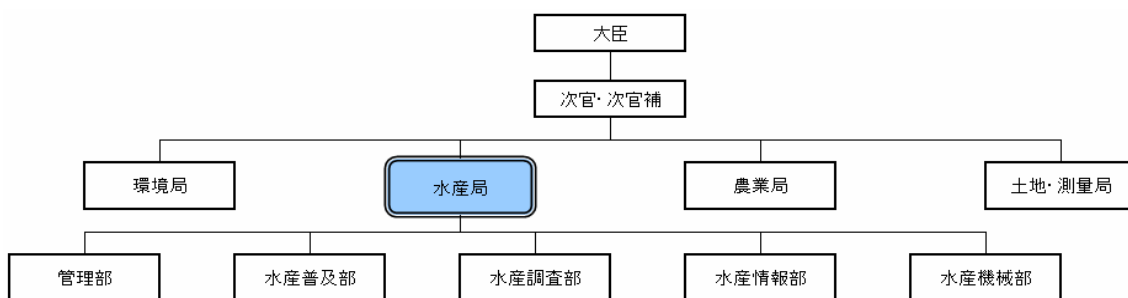 大臣
次官・次官補
環境局
水産局
農業局
土地・測量局
管理部
水産普及部
水産調査部
水産情報部
水産機械部